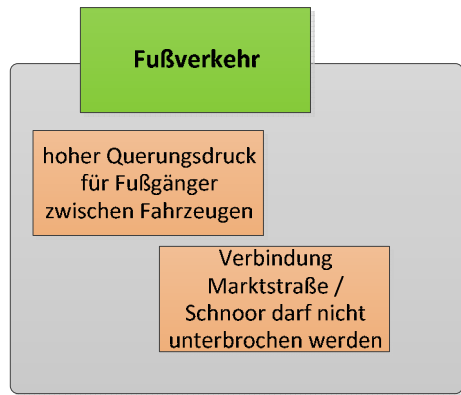 Fußverkehr
hoher Querungsdruck
für Fußgänger
zwischen Fahrzeugen
Verbindung
Marktstraße /
Schnoor darf nicht
unterbrochen werden